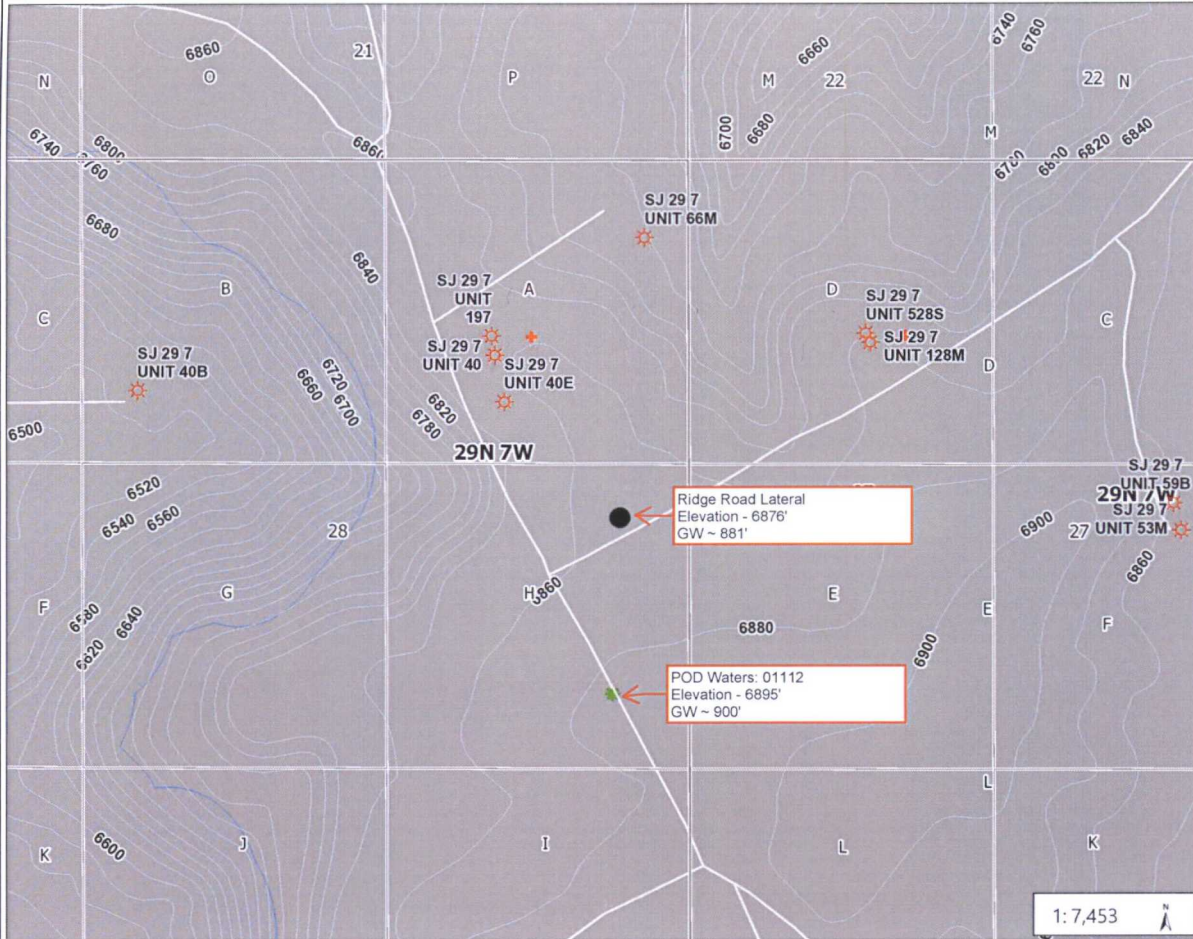 6860
21
6740
6760
6660
N
O
P
M
22
22
N
6700
6680
M
6740
6760
6800
6860
6760
6800
6820
6840
6680
SJ 29 7
UNIT 66M
6840
B
SJ 29 7
UNIT
197
A
D
SJ 29 7
UNIT 528S
C
C
SJ 29 7
UNIT 40
SJ 29 7
UNIT 128M
SJ 29 7
UNIT 40B
SJ 29 7
UNIT 40E
D
6720
6700
6660
6820
6780
6500
29N 7W
SJ 29 7
UNIT 59B
29N 7W
SJ 29 7
UNIT 53M
6520
6540
6560
Ridge Road Lateral
Elevation - 6876'
GW ~ 881'
28
6900
27
6860
G
H
6860
E
E
F
F
6580
6640
6620
6880
6900
POD Waters: 01112
Elevation - 6895'
GW ~ 900'
L
K
6600
J
I
L
K
1: 7,453
N